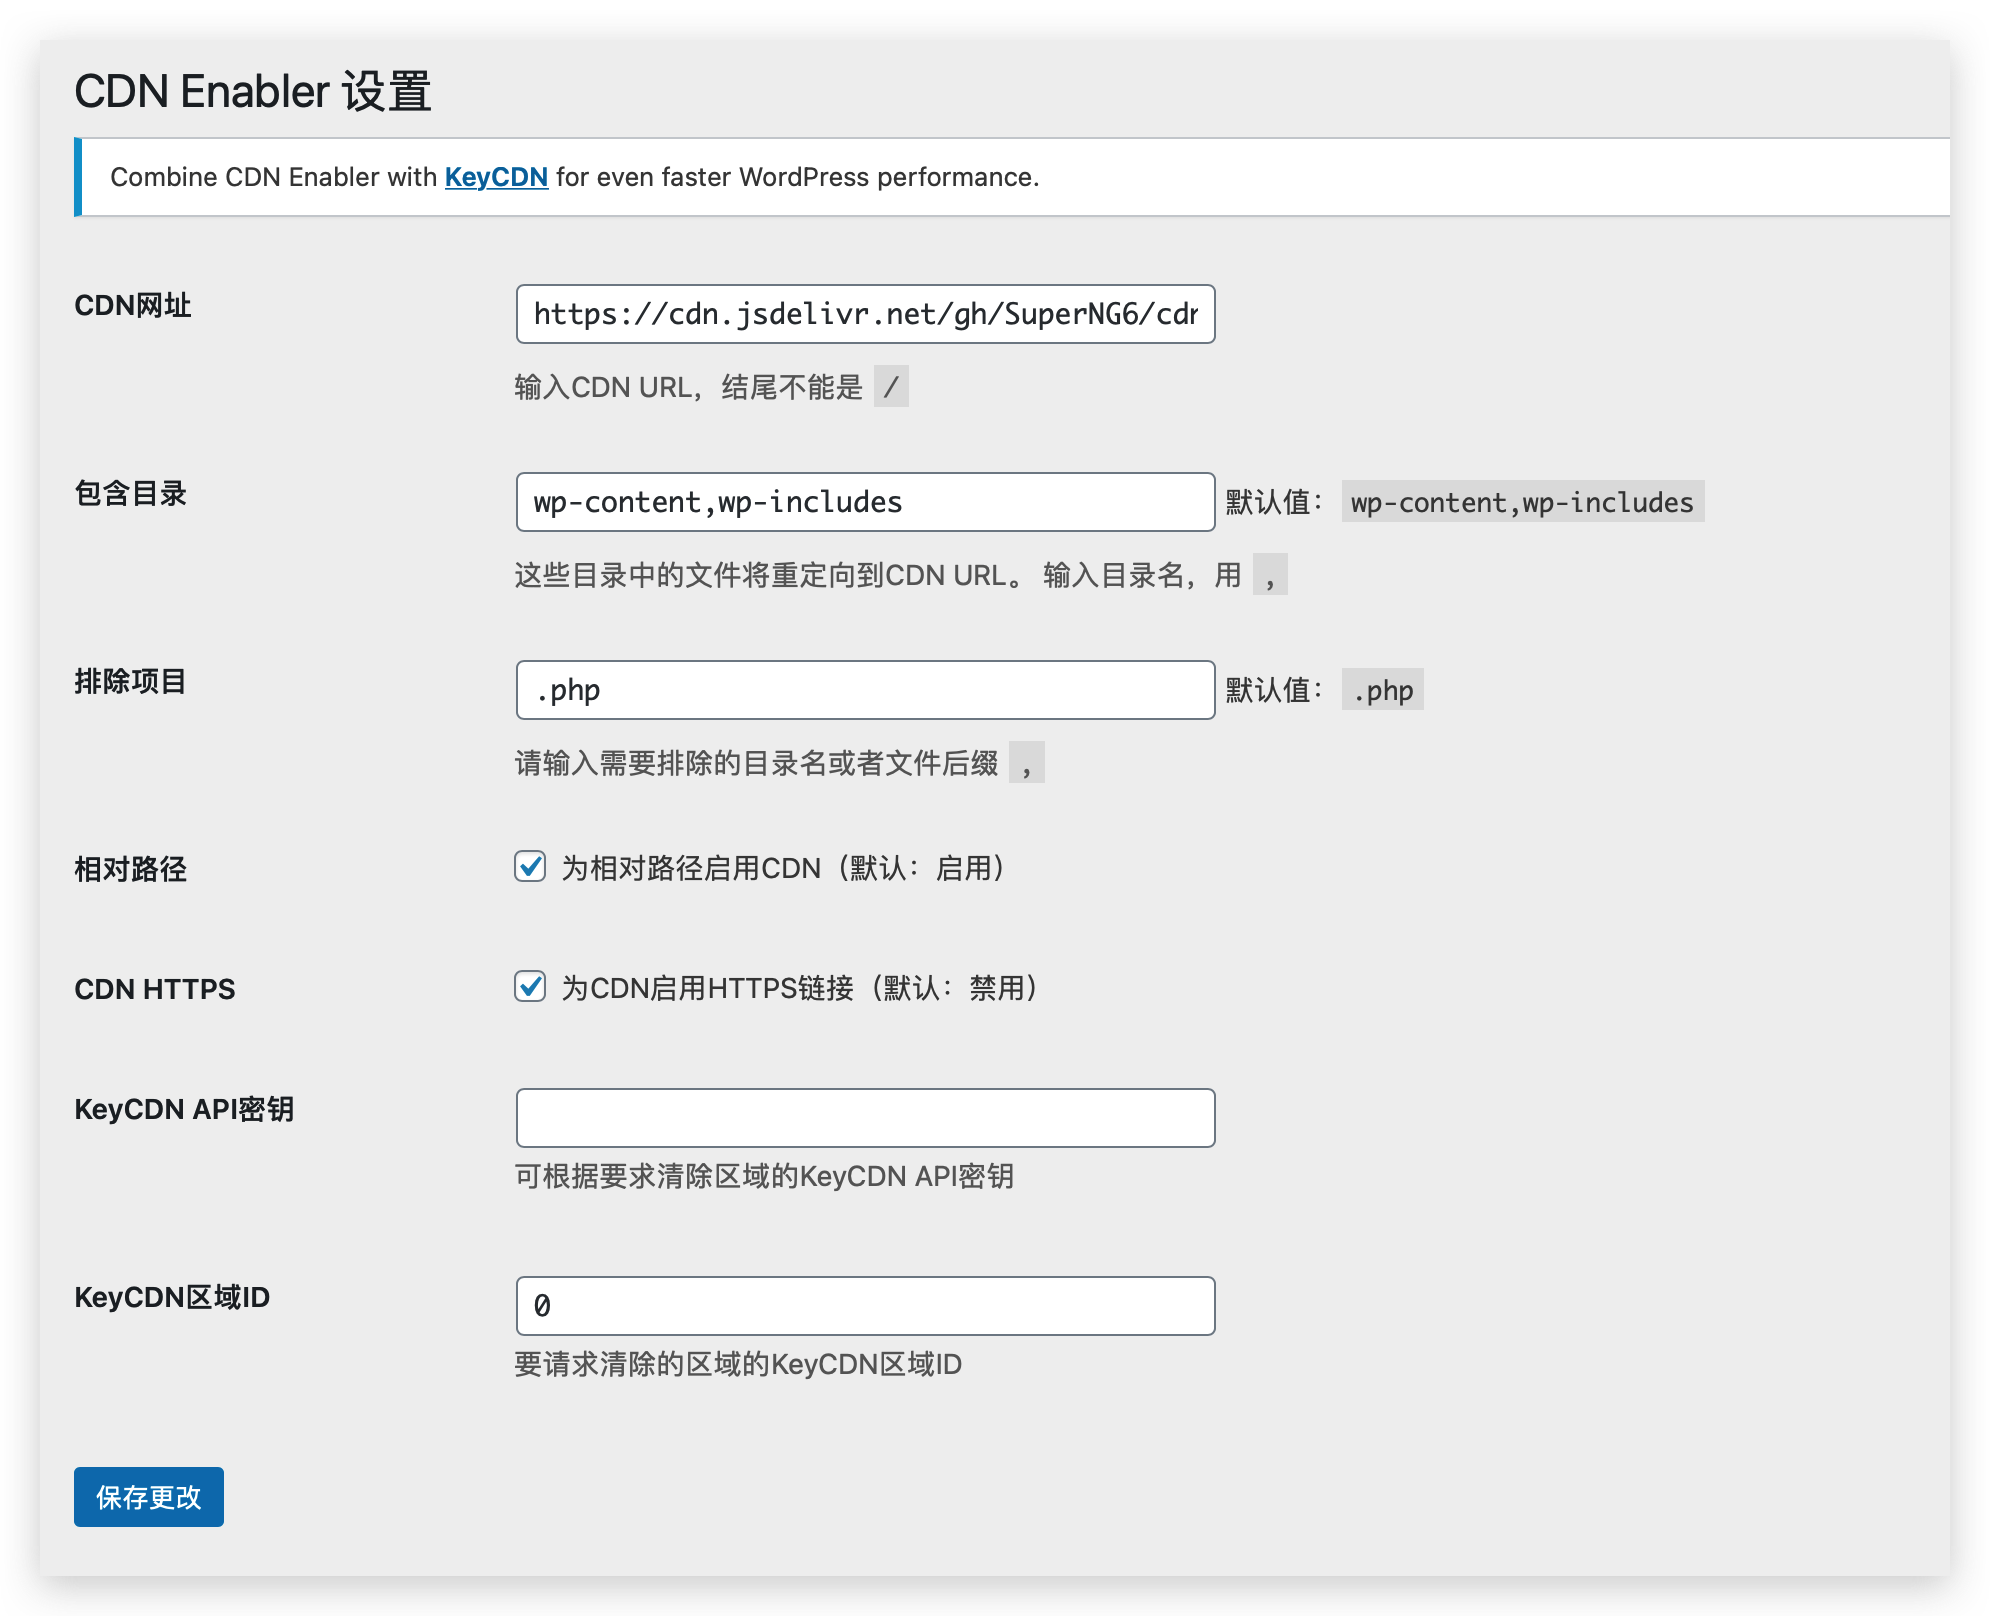 CDN Enabler 设置
Combine CDN Enabler with KeyCDN for even faster WordPress performance.
CDN网址
https://cdn.jsdelivr.net/gh/SuperNG6/cdn
输入CDN URL，结尾不能是 /
包含目录
wp-content,wp-includes 默认值： wp-content,wp-includes
这些目录中的文件将重定向到CDN URL。 输入目录名，用 ,
排除项目
.php 默认值： .php
请输入需要排除的目录名或者文件后缀 ,
相对路径
为相对路径启用CDN（默认：启用）
CDN HTTPS
为CDN启用HTTPS链接（默认：禁用）
KeyCDN API密钥
可根据要求清除区域的KeyCDN API密钥
KeyCDN区域ID
0
要请求清除的区域的KeyCDN区域ID
保存更改